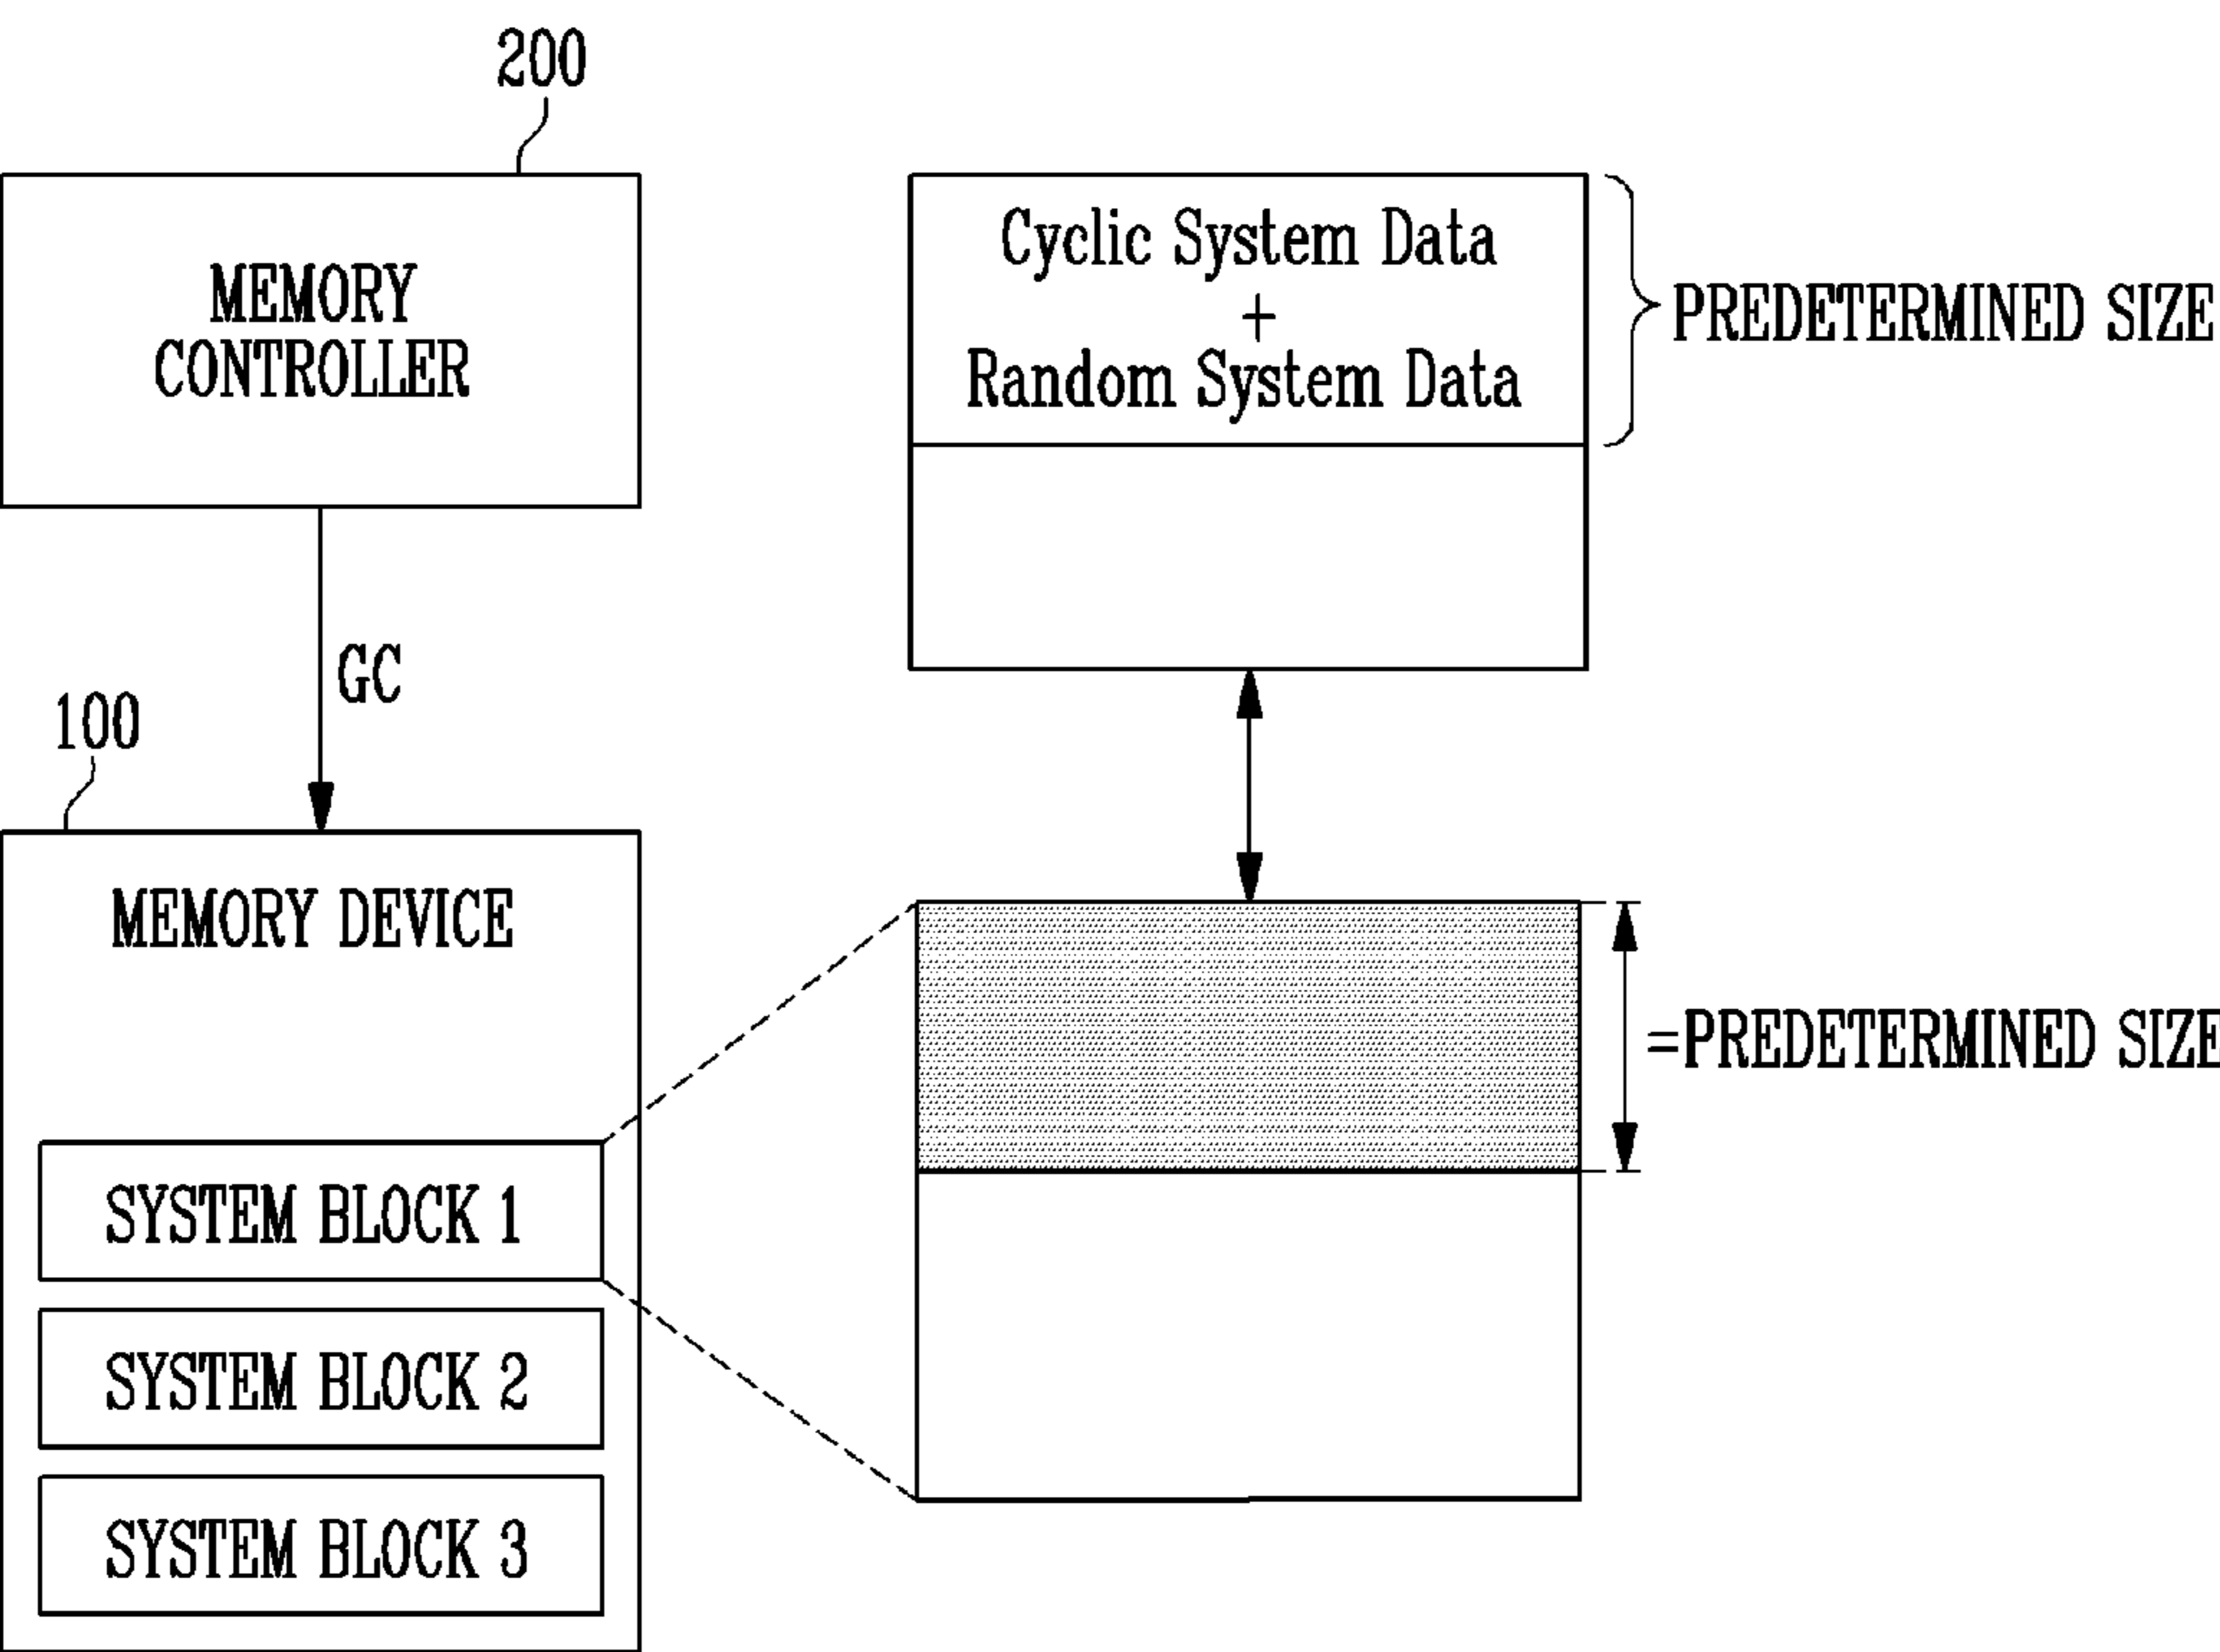 200
MEMORY
CONTROLLER
Cyclic System Data
+
Random System Data
PREDETERMINED SIZE
GC
100
MEMORY DEVICE
=PREDETERMINED SIZE
SYSTEM BLOCK 1
SYSTEM BLOCK 2
SYSTEM BLOCK 3